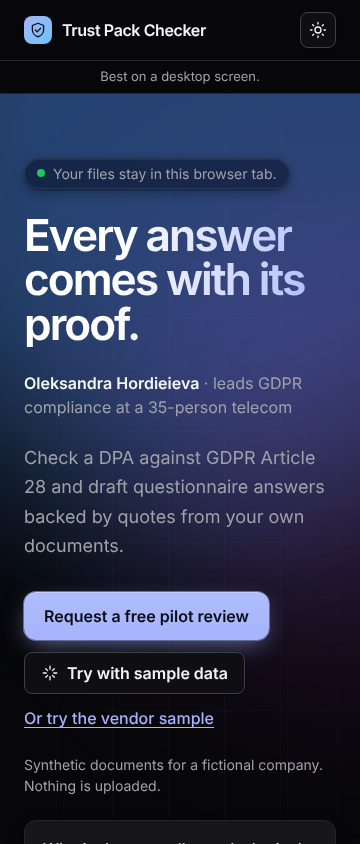 Trust Pack Checker
Best on a desktop screen.
Your files stay in this browser tab.
Every answer
comes with its
proof.
Oleksandra Hordieieva · leads GDPR
compliance at a 35-person telecom
Check a DPA against GDPR Article
28 and draft questionnaire answers
backed by quotes from your own
documents.
Request a free pilot review
Try with sample data
Or try the vendor sample
Synthetic documents for a fictional company.
Nothing is uploaded.